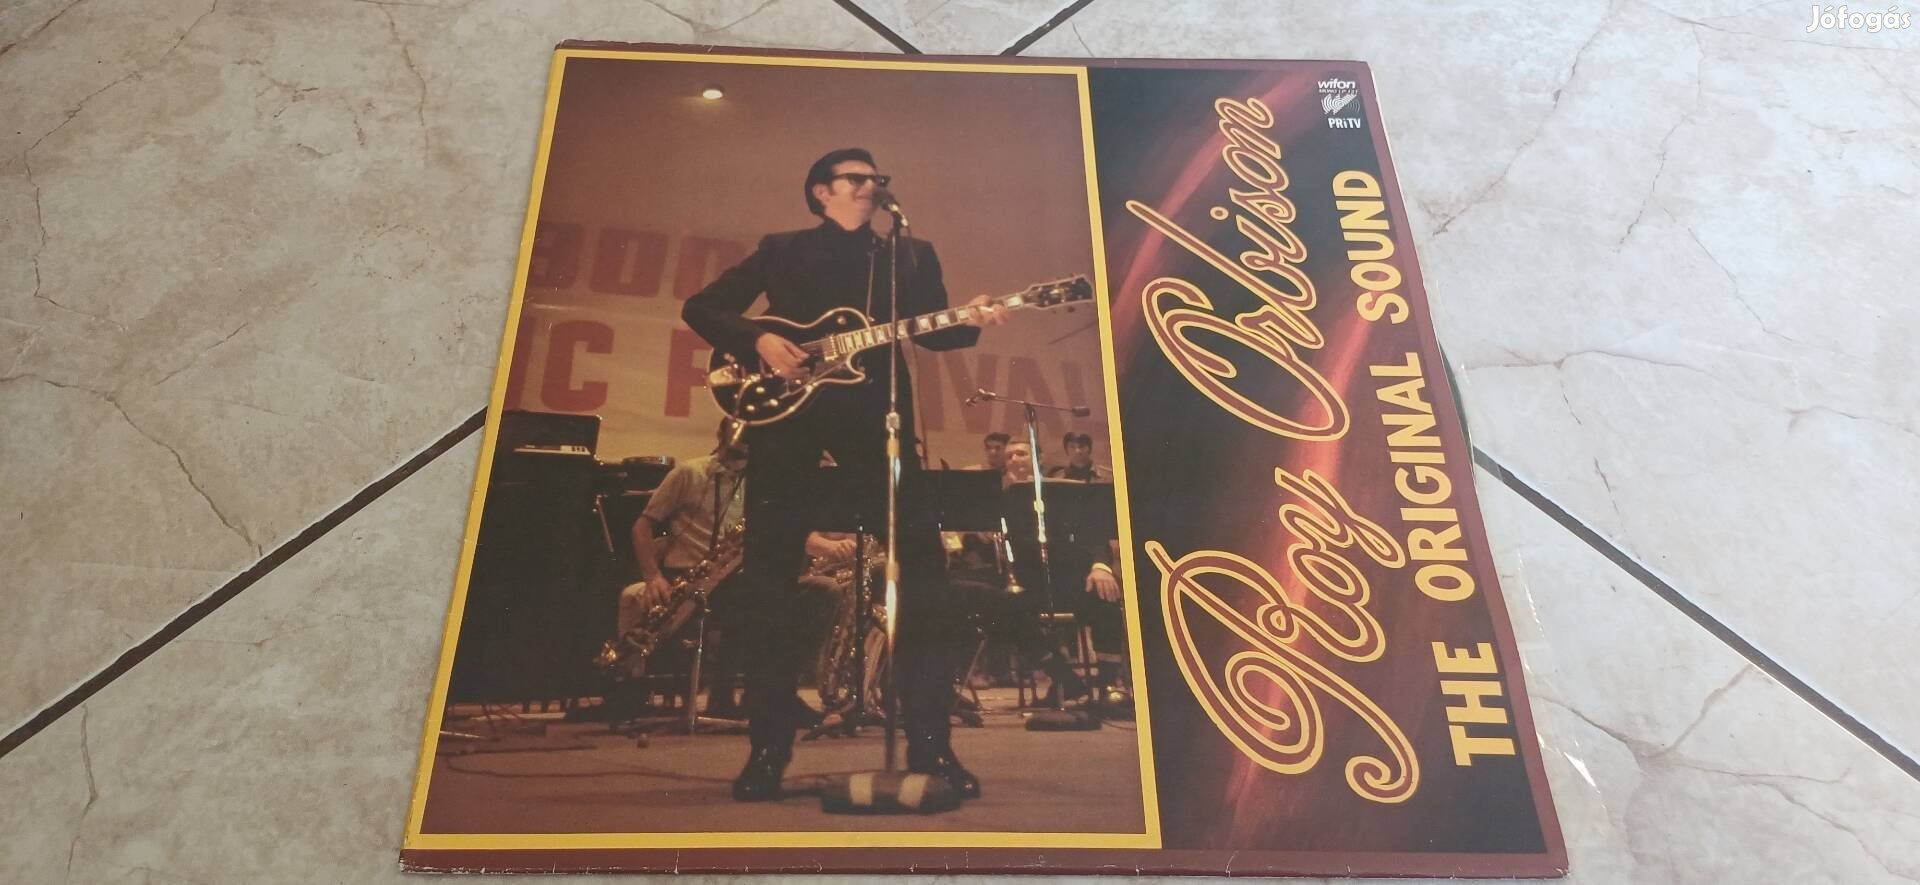 Jófogás
wifon
PRiTV
Roy Orbison
THE ORIGINAL SOUND